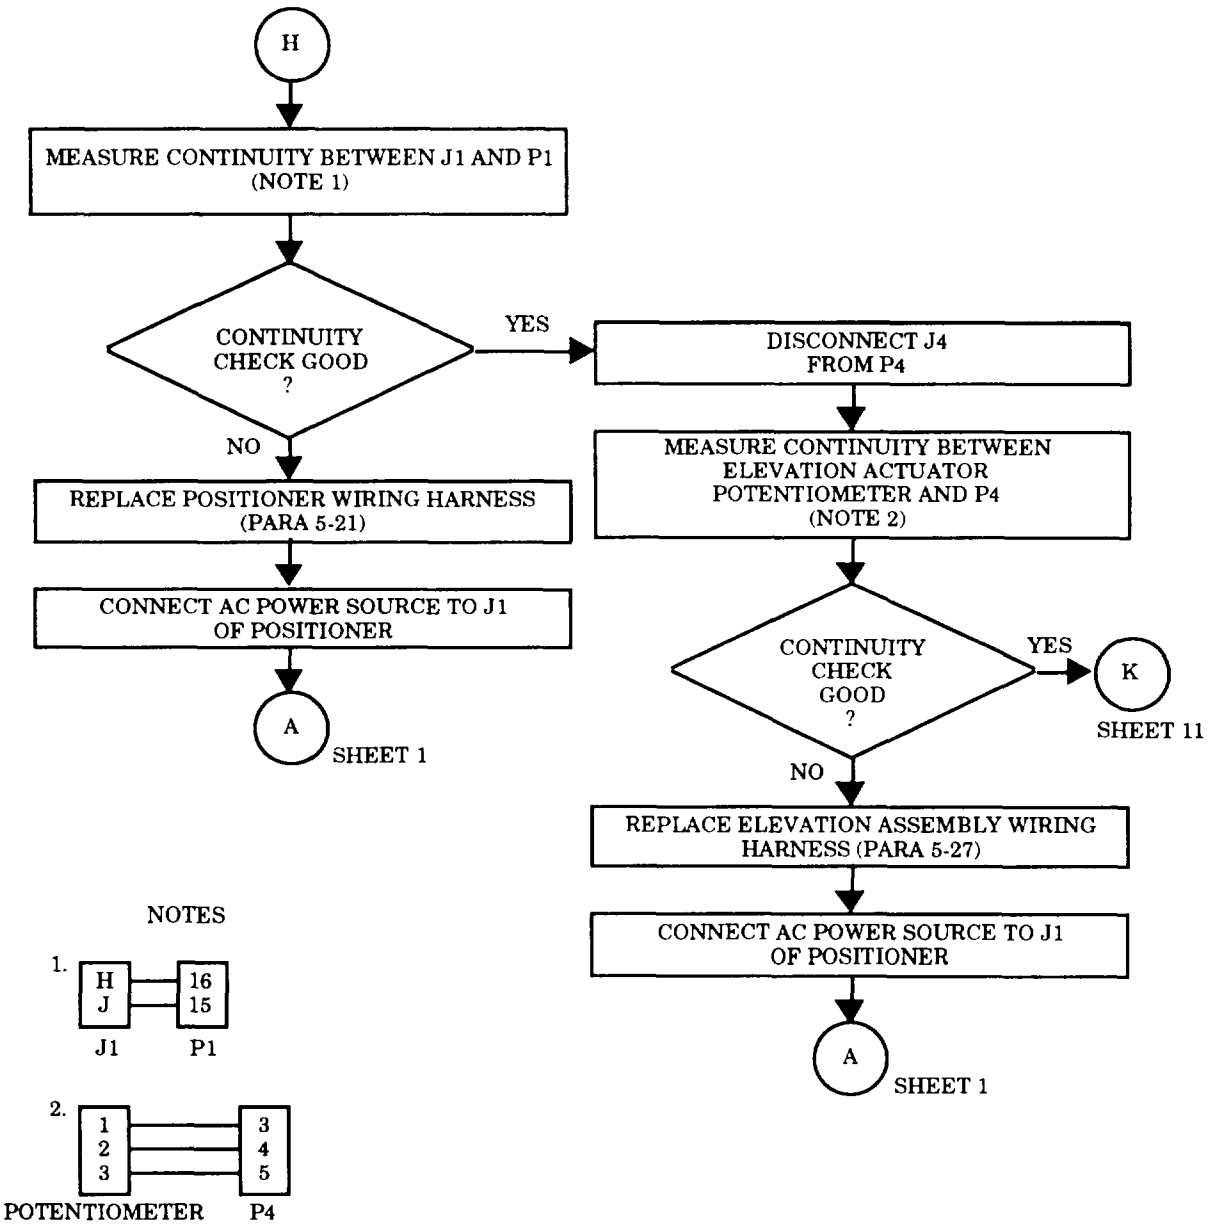 H
MEASURE CONTINUITY BETWEEN J1 AND P1
(NOTE 1)
CONTINUITY
CHECK GOOD
?
YES
NO
REPLACE POSITIONER WIRING HARNESS
(PARA 5-21)
CONNECT AC POWER SOURCE TO J1
OF POSITIONER
A
SHEET 1
DISCONNECT J4
FROM P4
MEASURE CONTINUITY BETWEEN
ELEVATION ACTUATOR
POTENTIOMETER AND P4
(NOTE 2)
CONTINUITY
CHECK
GOOD
?
YES
K
SHEET 11
NO
REPLACE ELEVATION ASSEMBLY WIRING
HARNESS (PARA 5-27)
CONNECT AC POWER SOURCE TO J1
OF POSITIONER
A
SHEET 1
NOTES
1.
H 16
J 15
J1 P1
2.
1 3
2 4
3 5
POTENTIOMETER P4